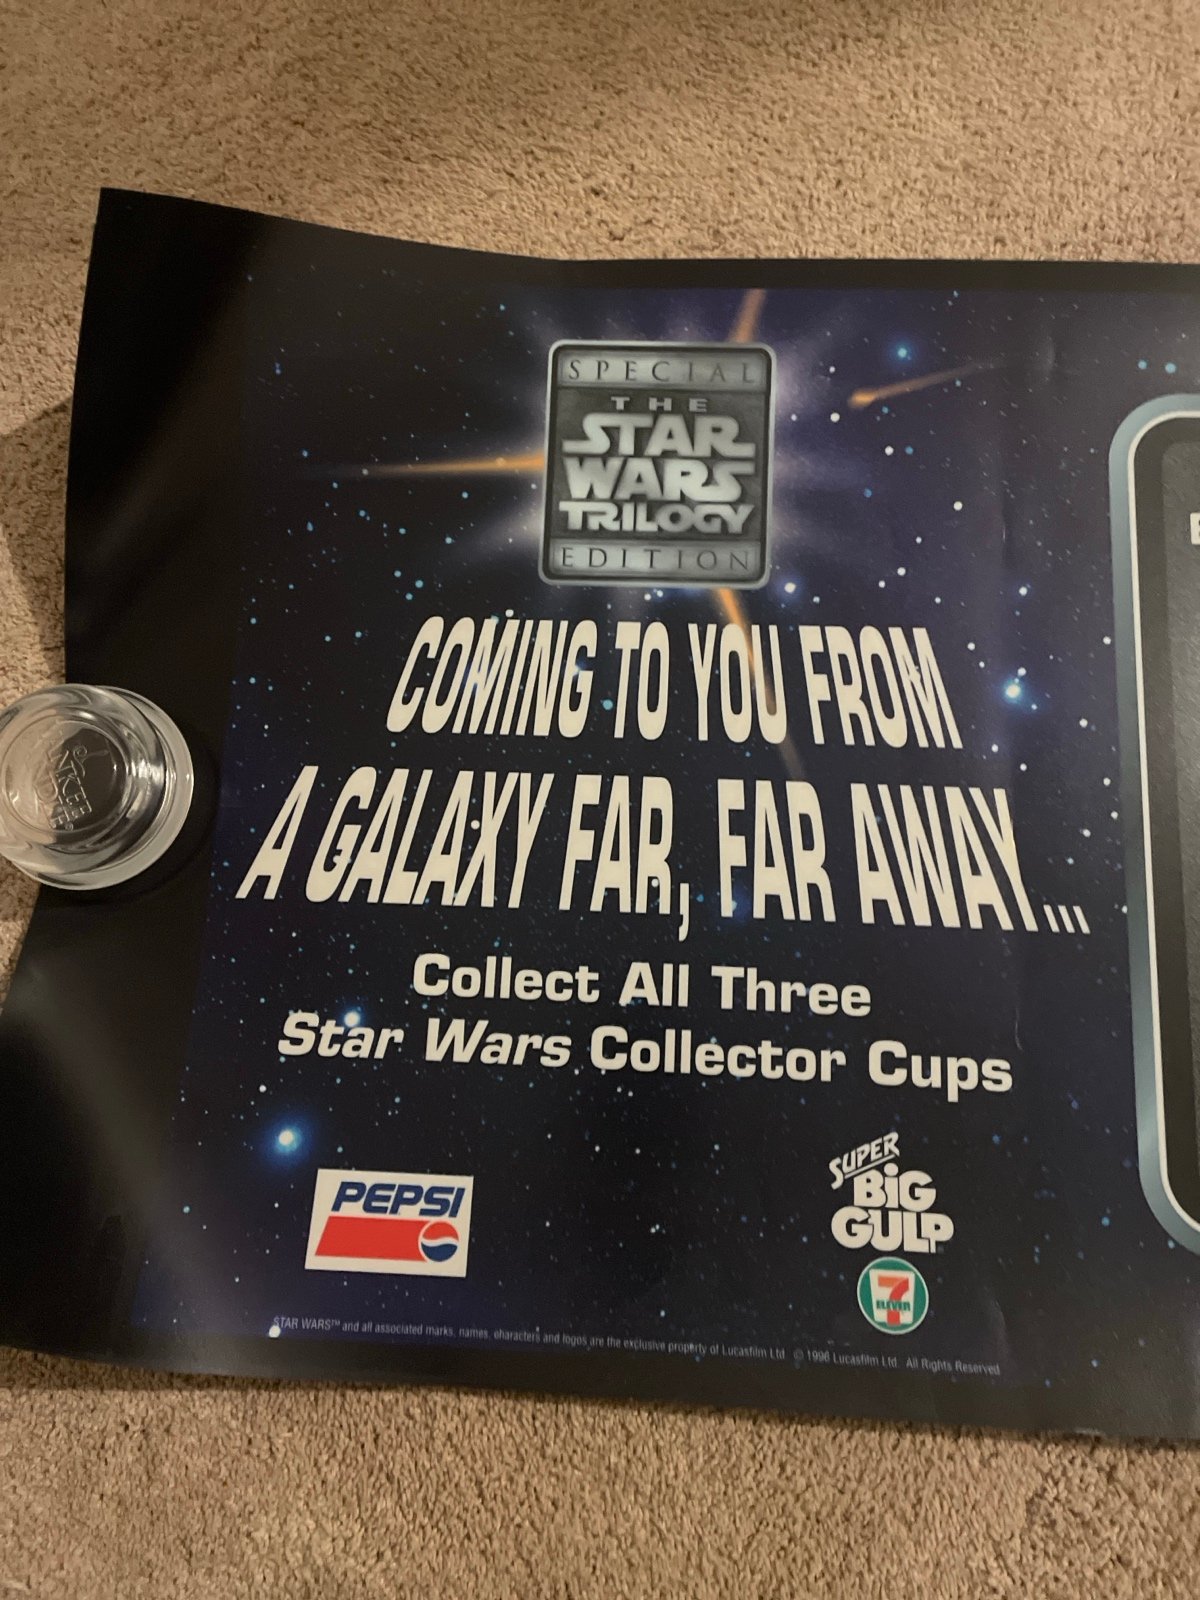 SPECIAL
THE
STAR
WARS
TRILOGY
EDITION
COMING TO YOU FROM
A GALAXY FAR, FAR AWAY...
Collect All Three
Star Wars Collector Cups
PEPSI
SUPER
BIG
GULP
7
ELEVEN
STAR WARS™ and all associated marks, names, characters and logos are the exclusive property of Lucasfilm Ltd. © 1996 Lucasfilm Ltd. All Rights Reserved
YANKEE
CANDLE®